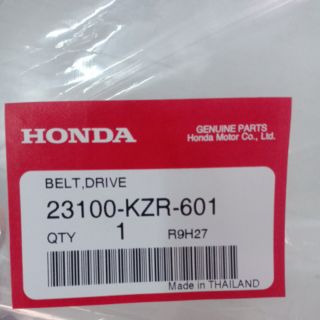 HONDA
GENUINE PARTS
Honda Motor Co., Ltd.
BELT,DRIVE
23100-KZR-601
QTY 1 R9H27
Made in THAILAND